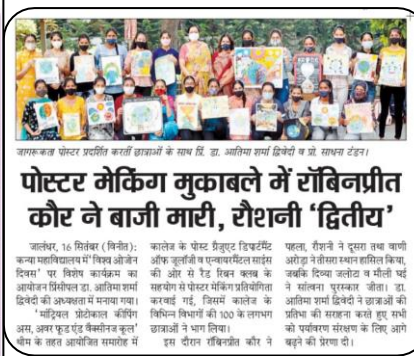 जागरूकता पोस्टर प्रदर्शित करतीं छात्राओं के साथ प्रिं. डा. आतिमा शर्मा द्विवेदी व प्रो. साधना टंडन।
पोस्टर मेकिंग मुकाबले में रॉबिनप्रीत
कौर ने बाजी मारी, रौशनी ‘द्वितीय’
जालंधर, 16 सितंबर (विनीत):
कन्या महाविद्यालय में ‘विश्व ओजोन
दिवस’ पर विशेष कार्यक्रम का
आयोजन प्रिंसीपल डा. आतिमा शर्मा
द्विवेदी की अध्यक्षता में मनाया गया।
‘मांट्रियल प्रोटोकाल कीपिंग
अस, अवर फूड एंड वैक्सीनज कूल’
थीम के तहत आयोजित समारोह में
कालेज के पोस्ट ग्रैजुएट डिपार्टमैंट
ऑफ जूलॉजी व एन्वायरमैंटल साइंस
की ओर से रैड रिबन क्लब के
सहयोग से पोस्टर मेकिंग प्रतियोगिता
करवाई गई, जिसमें कालेज के
विभिन्न विभागों की 100 के लगभग
छात्राओं ने भाग लिया।
इस दौरान रॉबिनप्रीत कौर ने
पहला, रौशनी ने दूसरा तथा वाणी
अरोड़ा ने तीसरा स्थान हासिल किया,
जबकि दिव्या जलोटा व मौली घई
ने सांत्वना पुरस्कार जीता। डा.
आतिमा शर्मा द्विवेदी ने छात्राओं की
प्रतिभा की सराहना करते हुए सभी
को पर्यावरण संरक्षण के लिए आगे
बढ़ने की प्रेरणा दी।